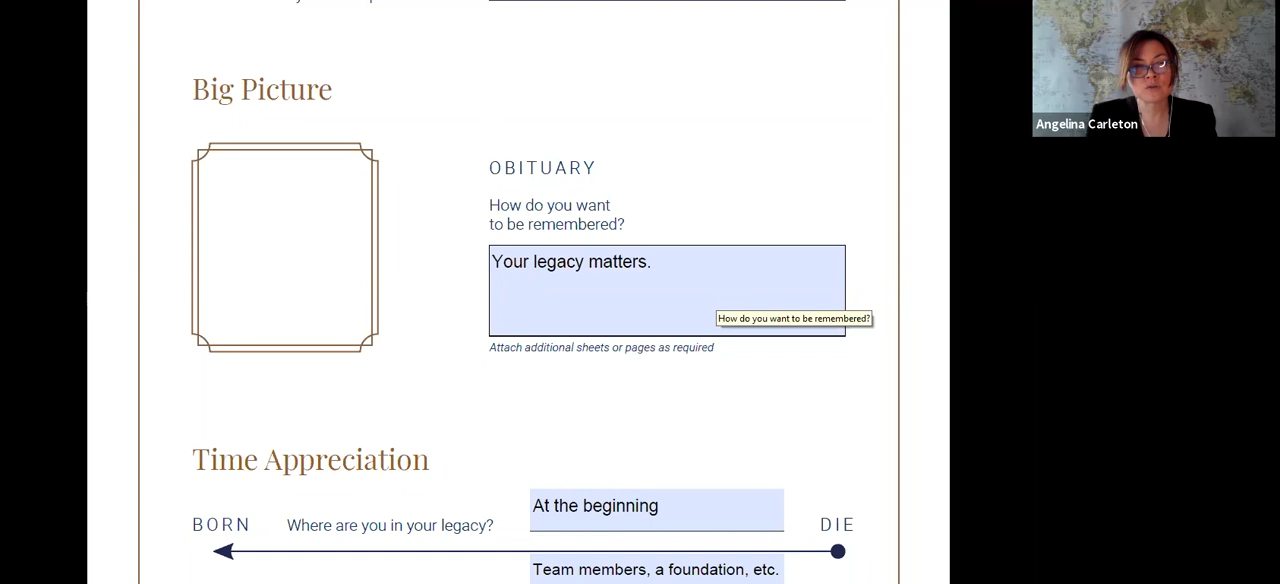 Big Picture
OBITUARY
How do you want
to be remembered?
Your legacy matters.
How do you want to be remembered?
Attach additional sheets or pages as required
Time Appreciation
BORN
Where are you in your legacy?
At the beginning
DIE
Team members, a foundation, etc.
Angelina Carleton